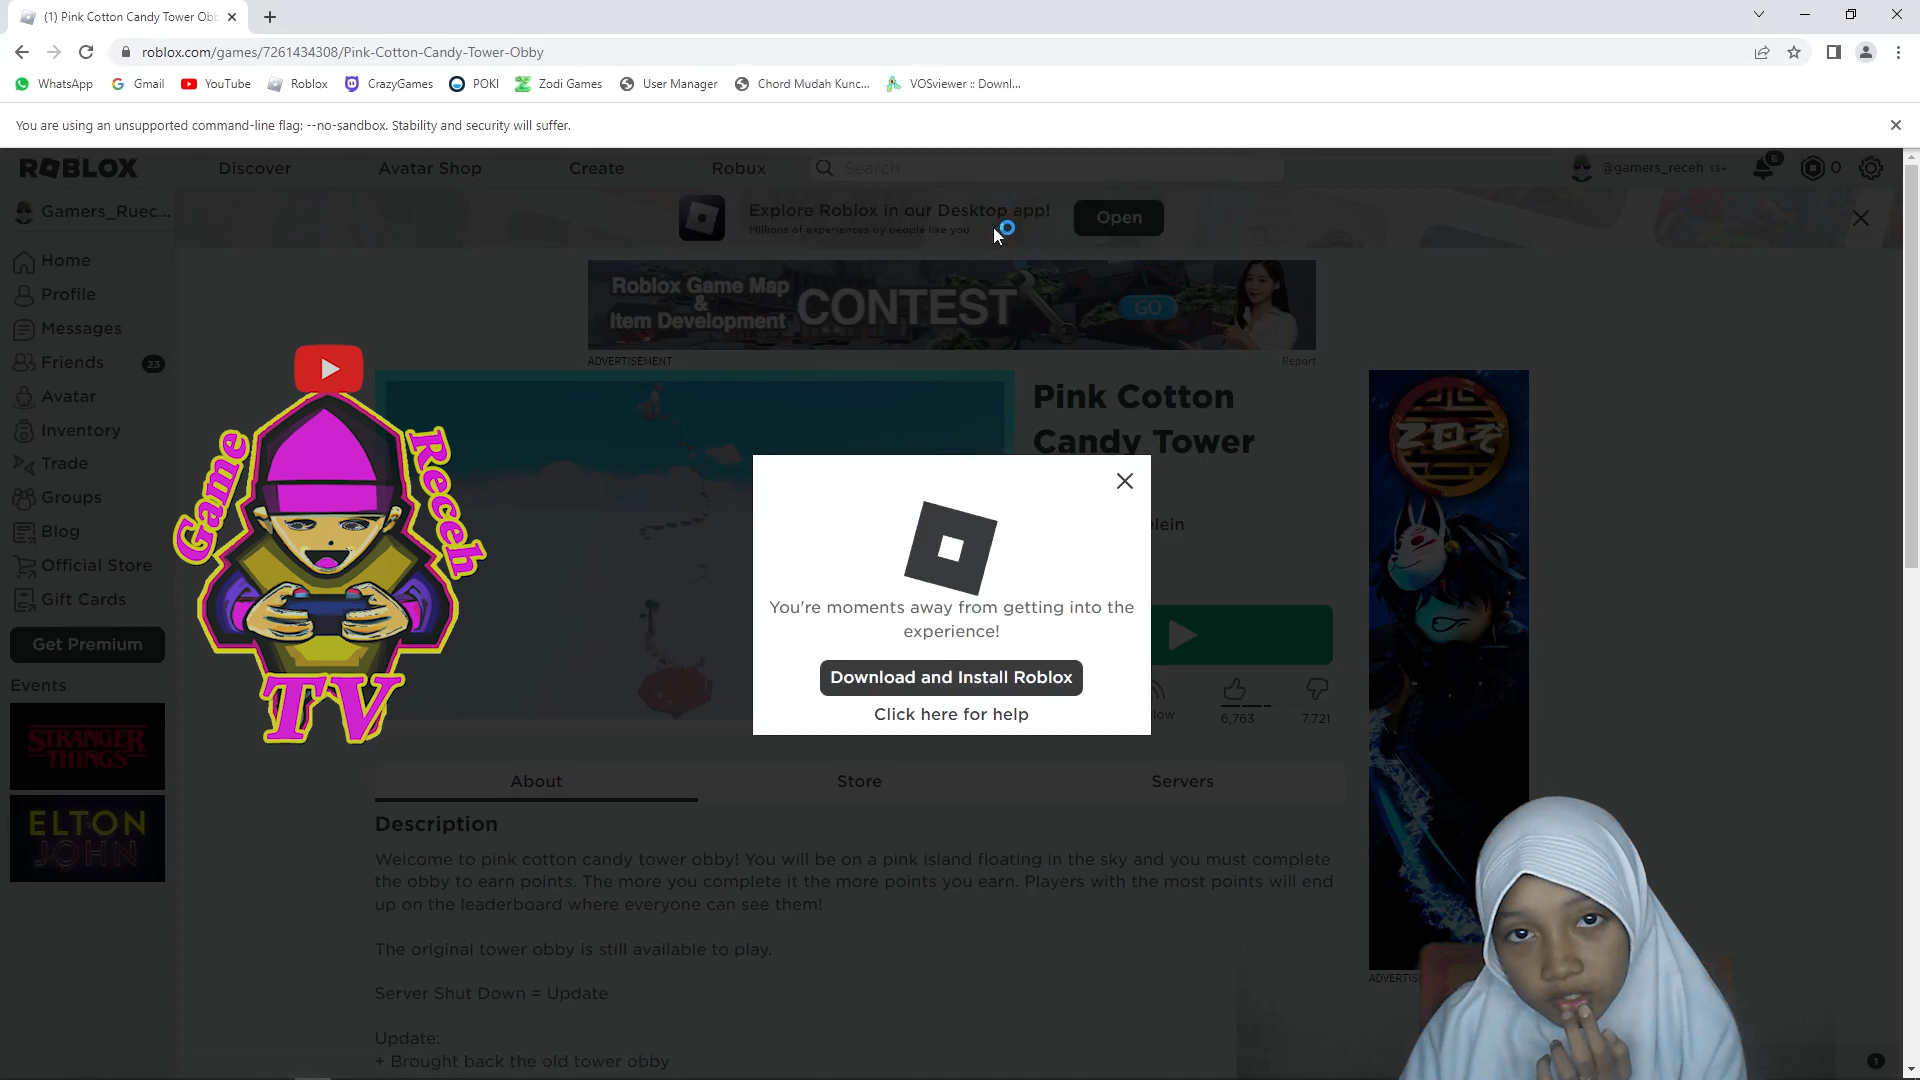 (1) Pink Cotton Candy Tower Obb
roblox.com/games/7261434308/Pink-Cotton-Candy-Tower-Obby
WhatsApp Gmail YouTube Roblox CrazyGames POKI Zodi Games User Manager Chord Mudah Kunc... VOSviewer :: Downl...
You are using an unsupported command-line flag: --no-sandbox. Stability and security will suffer.
ROBLOX Discover Avatar Shop Create Robux Search @gamers_receh 13+ 6 0
Gamers_Ruec...
Explore Roblox in our Desktop app!
Millions of experiences by people like you
Open
Home
Profile
Messages
Friends 23
Avatar
Inventory
Trade
Groups
Blog
Official Store
Gift Cards
Get Premium
Events
STRANGER THINGS
ELTON JOHN
Roblox Game Map & Item Development CONTEST GO
ADVERTISEMENT Report
Game Receh TV
Pink Cotton
Candy Tower
elein
You're moments away from getting into the
experience!
Download and Install Roblox
Click here for help
low 6,763 7,721
About Store Servers
Description
Welcome to pink cotton candy tower obby! You will be on a pink island floating in the sky and you must complete
the obby to earn points. The more you complete it the more points you earn. Players with the most points will end
up on the leaderboard where everyone can see them!
The original tower obby is still available to play.
Server Shut Down = Update
Update:
+ Brought back the old tower obby
ADVERTIS
1